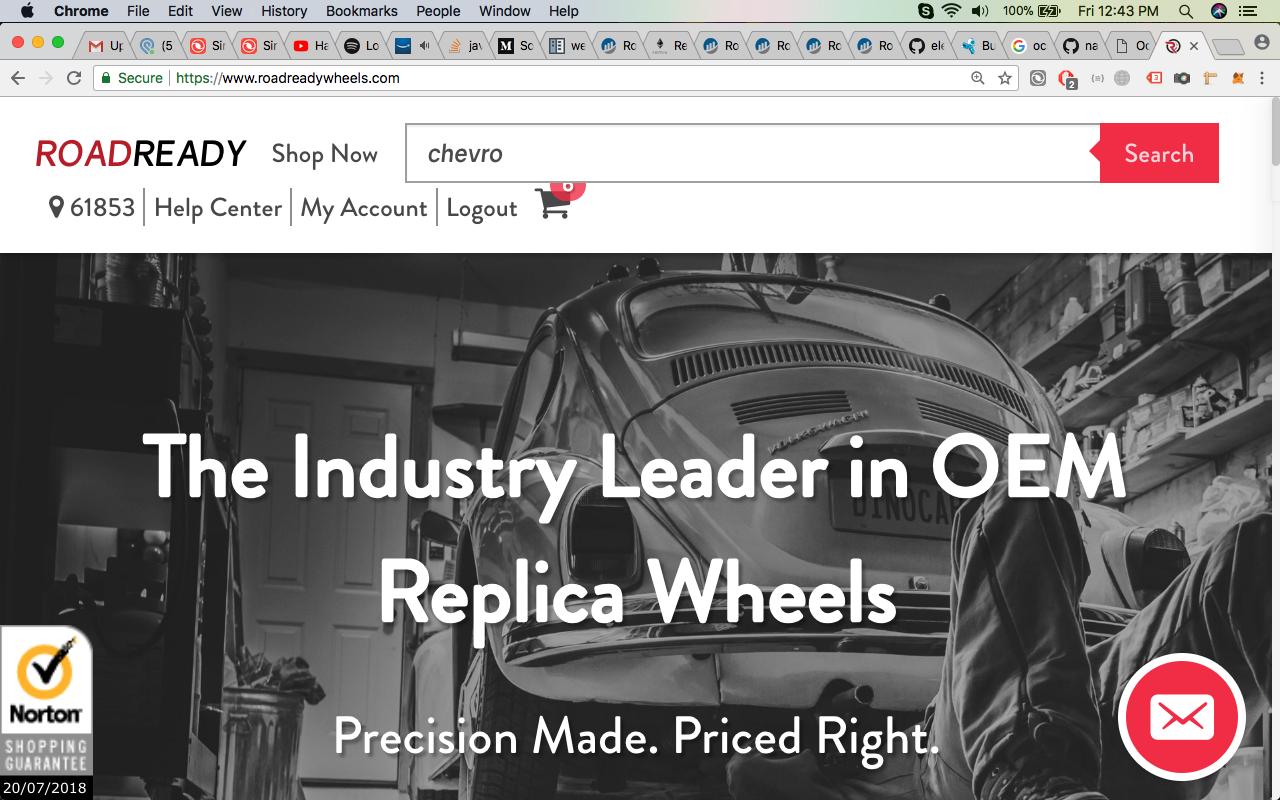 Chrome File Edit View History Bookmarks People Window Help 100% Fri 12:43 PM
Up (5 Sir Sir Ha Lo jav M Sc we Ro Re Ro Ro Ro Ro ele Bu oc na Oc
Secure https://www.roadreadywheels.com 2
ROADREADY Shop Now chevro Search
61853 Help Center My Account Logout
VOLKSWAGEN
The Industry Leader in OEM
Replica Wheels
Precision Made. Priced Right.
Norton
SHOPPING
GUARANTEE
20/07/2018